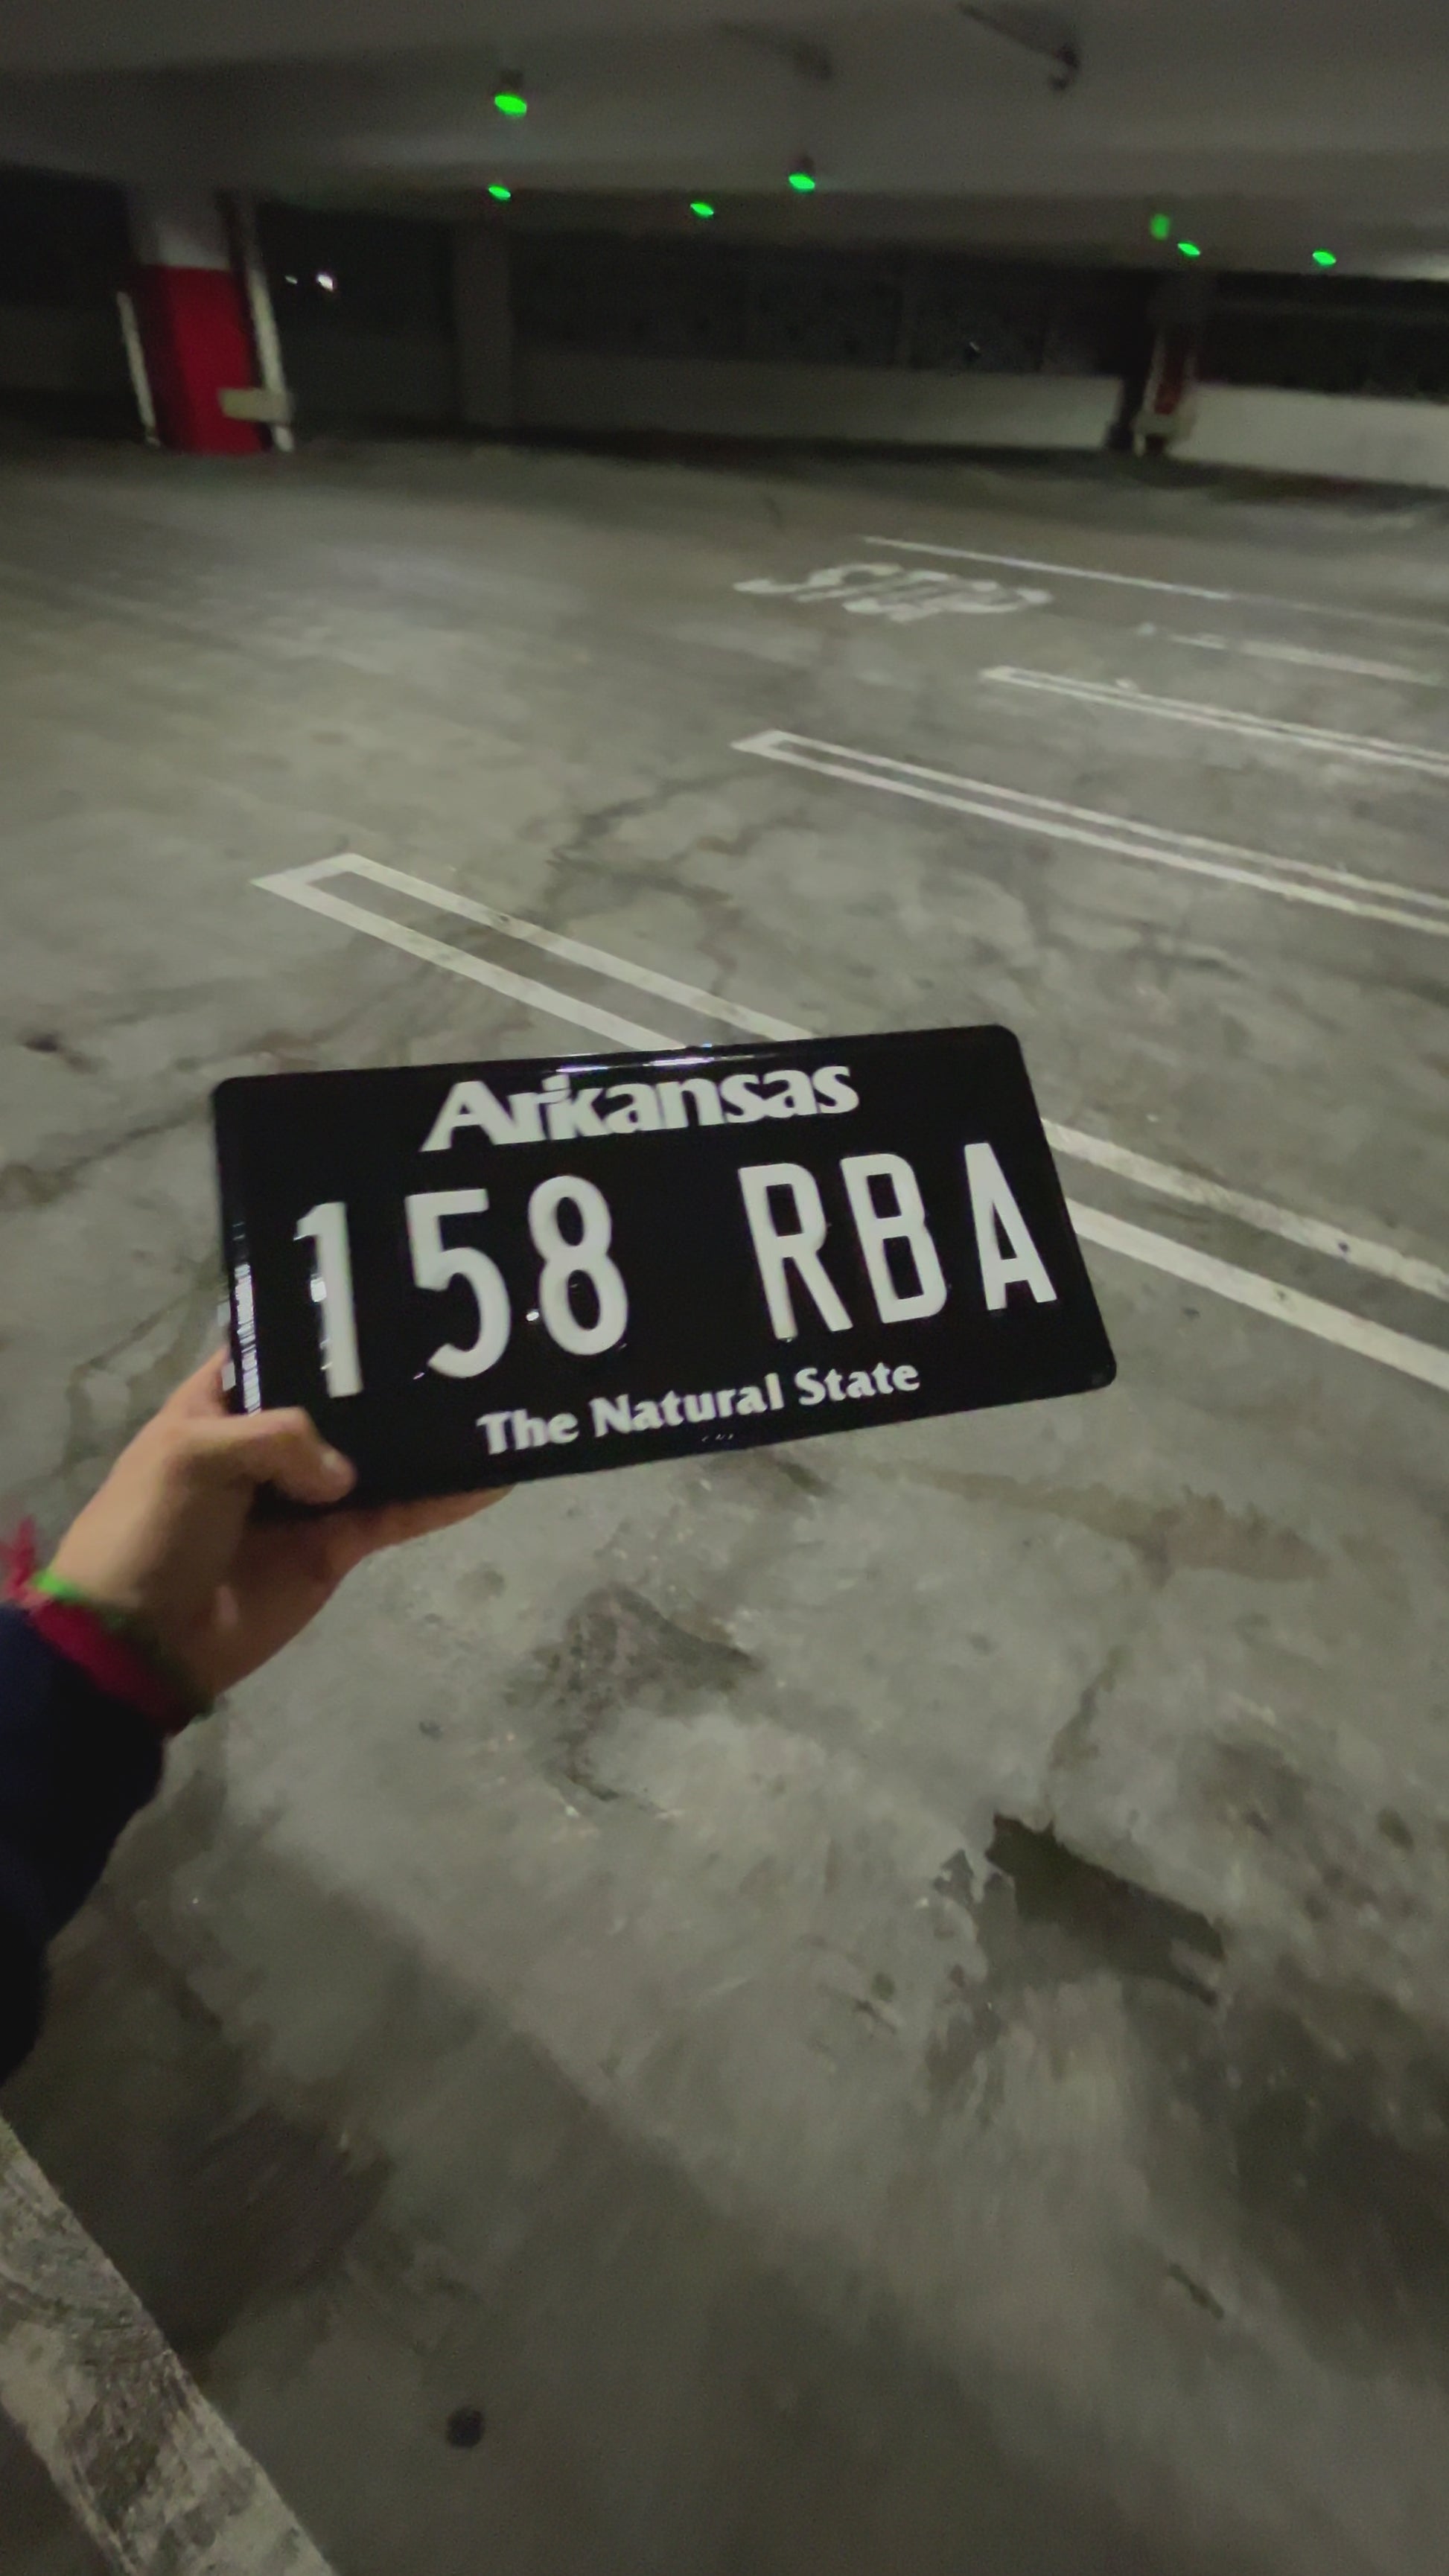 STOP
Arkansas
158 RBA
The Natural State